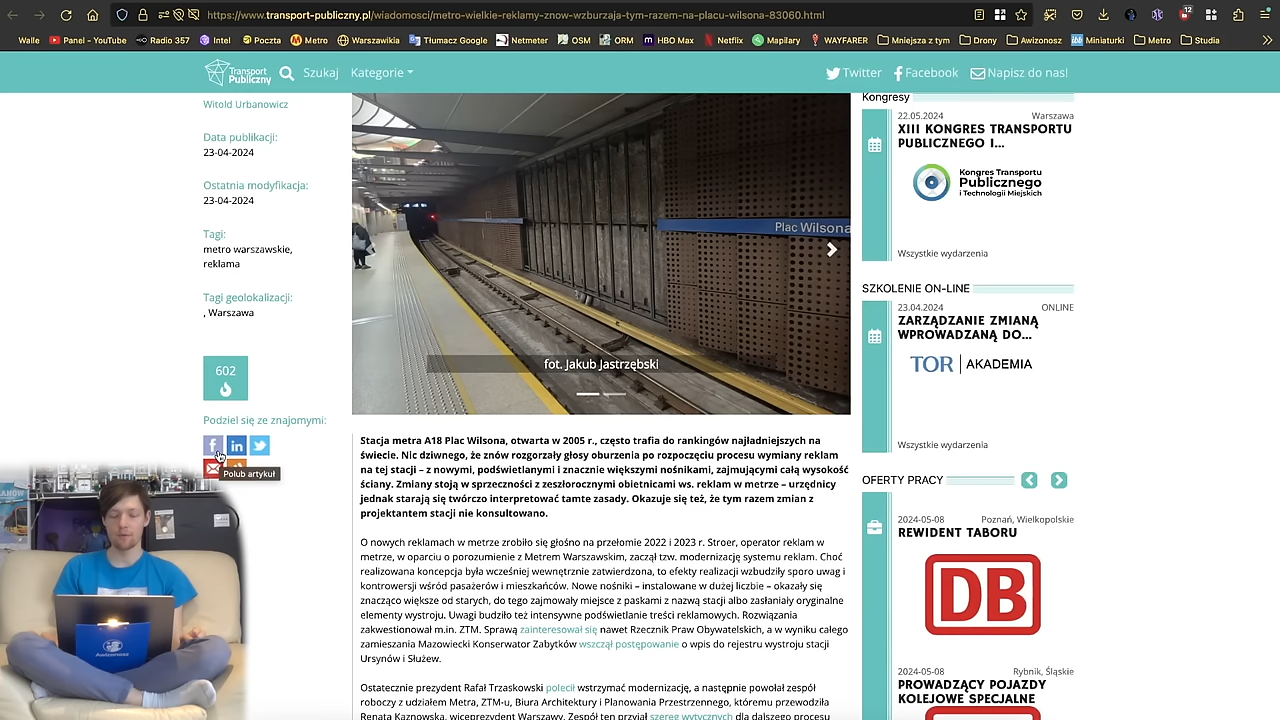 https://www.transport-publiczny.pl/wiadomosci/metro-wielkie-reklamy-znow-wzburzaja-tym-razem-na-placu-wilsona-83060.html
12
Walle
Panel - YouTube
Radio 357
Intel
Poczta
Metro
Warszawikia
Tłumacz Google
Netmeter
OSM
ORM
HBO Max
Netflix
Mapilary
WAYFARER
Mniejsza z tym
Drony
Awizonosz
Miniaturki
Metro
Studia
Transport
Publiczny
Szukaj
Kategorie
Twitter
Facebook
Napisz do nas!
Witold Urbanowicz
Data publikacji:
23-04-2024
Ostatnia modyfikacja:
23-04-2024
Tagi:
metro warszawskie,
reklama
Tagi geolokalizacji:
, Warszawa
602
Podziel się ze znajomymi:
Polub artykuł
Plac Wilsona
fot. Jakub Jastrzębski
Stacja metra A18 Plac Wilsona, otwarta w 2005 r., często trafia do rankingów najładniejszych na
świecie. Nic dziwnego, że znów rozgorzały głosy oburzenia po rozpoczęciu procesu wymiany reklam
na tej stacji – z nowymi, podświetlanymi i znacznie większymi nośnikami, zajmującymi całą wysokość
ściany. Zmiany stoją w sprzeczności z zeszłorocznymi obietnicami ws. reklam w metrze – urzędnicy
jednak starają się twórczo interpretować tamte zasady. Okazuje się też, że tym razem zmian z
projektantem stacji nie konsultowano.
O nowych reklamach w metrze zrobiło się głośno na przełomie 2022 i 2023 r. Stroer, operator reklam w
metrze, w oparciu o porozumienie z Metrem Warszawskim, zaczął tzw. modernizację systemu reklam. Choć
realizowana koncepcja była wcześniej wewnętrznie zatwierdzona, to efekty realizacji wzbudziły sporo uwag i
kontrowersji wśród pasażerów i mieszkańców. Nowe nośniki – instalowane w dużej liczbie – okazały się
znacząco większe od starych, do tego zajmowały miejsce z paskami z nazwą stacji albo zasłaniały oryginalne
elementy wystroju. Uwagi budziło też intensywne podświetlanie treści reklamowych. Rozwiązania
zakwestionował m.in. ZTM. Sprawą zainteresował się nawet Rzecznik Praw Obywatelskich, a w wyniku całego
zamieszania Mazowiecki Konserwator Zabytków wszczął postępowanie o wpis do rejestru wystroju stacji
Ursynów i Służew.
Ostatecznie prezydent Rafał Trzaskowski polecił wstrzymać modernizację, a następnie powołał zespół
roboczy z udziałem Metra, ZTM-u, Biura Architektury i Planowania Przestrzennego, któremu przewodziła
Renata Kaznowska, wiceprezydent Warszawy. Zespół ten przyjął szereg wytycznych dla dalszego procesu
Kongresy
22.05.2024 Warszawa
XIII KONGRES TRANSPORTU
PUBLICZNEGO I...
Kongres Transportu
Publicznego
i Technologii Miejskich
Wszystkie wydarzenia
SZKOLENIE ON-LINE
23.04.2024 ONLINE
ZARZĄDZANIE ZMIANĄ
WPROWADZANĄ DO...
TOR AKADEMIA
Wszystkie wydarzenia
OFERTY PRACY
2024-05-08 Poznań, Wielkopolskie
REWIDENT TABORU
DB
2024-05-08 Rybnik, Śląskie
PROWADZĄCY POJAZDY
KOLEJOWE SPECJALNE
Awizonosz